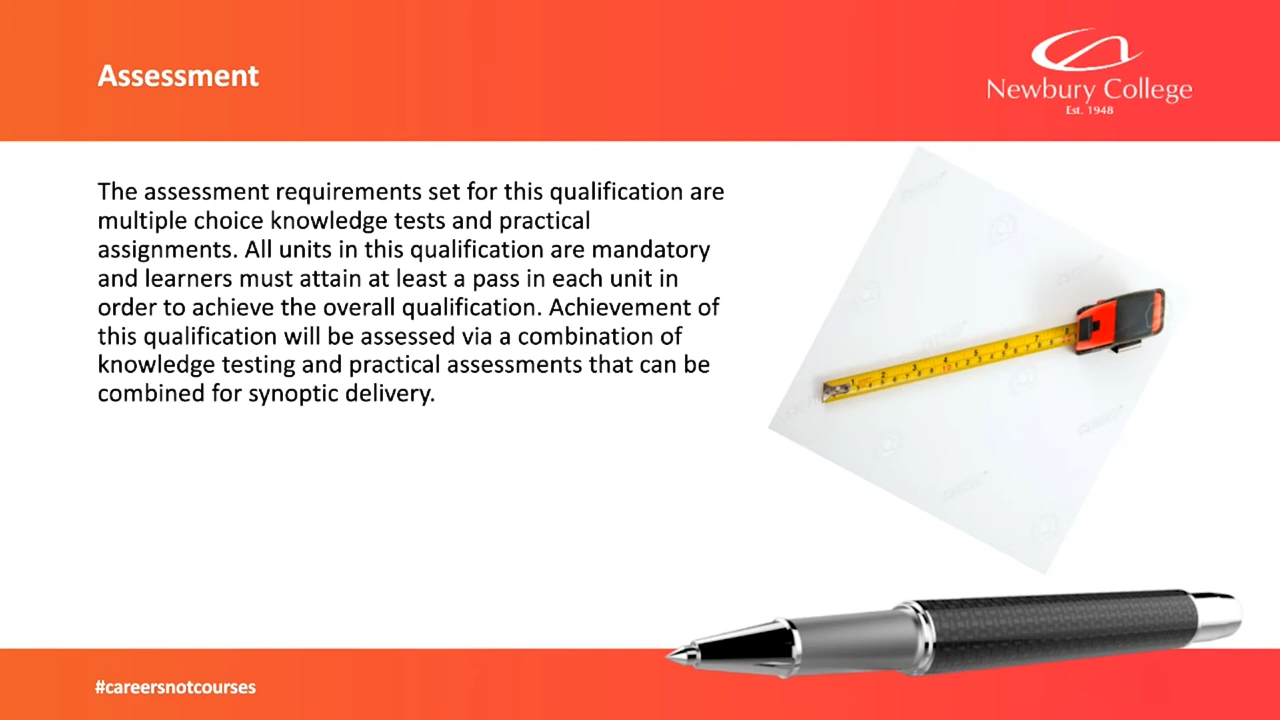 Assessment
Newbury College
Est. 1948
The assessment requirements set for this qualification are
multiple choice knowledge tests and practical
assignments. All units in this qualification are mandatory
and learners must attain at least a pass in each unit in
order to achieve the overall qualification. Achievement of
this qualification will be assessed via a combination of
knowledge testing and practical assessments that can be
combined for synoptic delivery.
#careersnotcourses